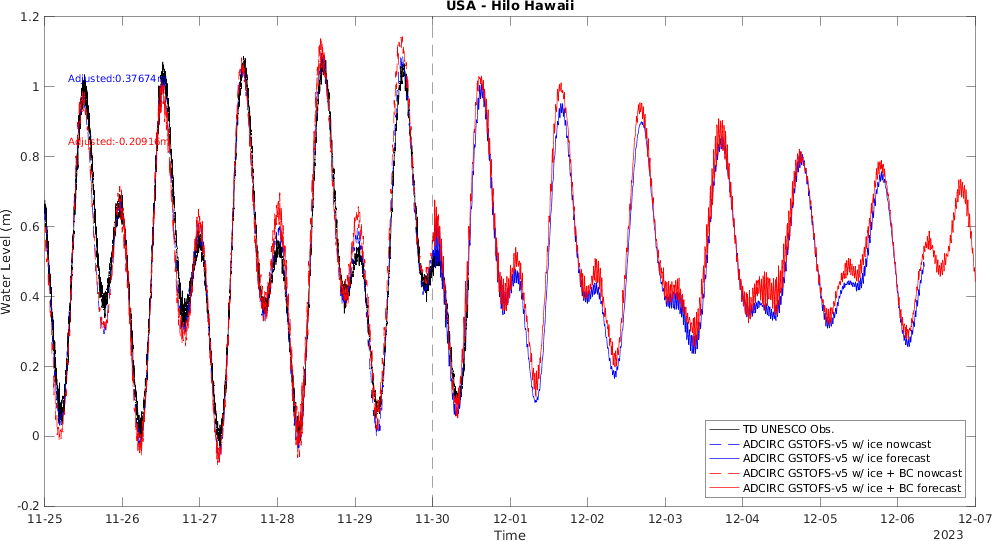 USA - Hilo Hawaii
Water Level (m)
1.2
1
0.8
0.6
0.4
0.2
0
-0.2
Adjusted:0.37674m
Adjusted:-0.20916m
TD UNESCO Obs.
ADCIRC GSTOFS-v5 w/ ice nowcast
ADCIRC GSTOFS-v5 w/ ice forecast
ADCIRC GSTOFS-v5 w/ ice + BC nowcast
ADCIRC GSTOFS-v5 w/ ice + BC forecast
11-25 11-26 11-27 11-28 11-29 11-30 12-01 12-02 12-03 12-04 12-05 12-06 12-07
Time
2023